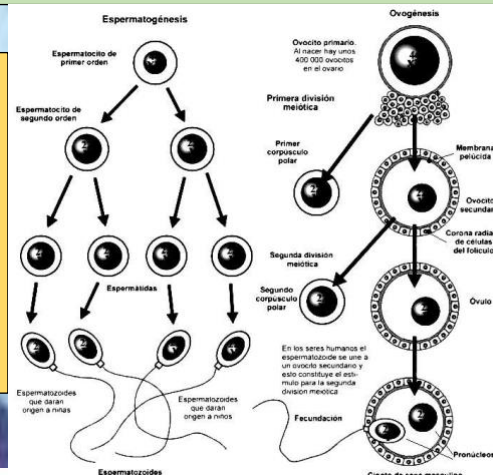 Espermatogénesis
Espermatocito de
primer orden
Espermatocito de
segundo orden
Espermátidas
Espermatozoides
que daran
origen a niñas
Espermatozoides
que daran
origen a niños
Espermatozoides
Ovogénesis
Ovocito primario.
Al nacer hay unos
400 000 ovocitos
en el ovario
Primera división
meiótica
Primer
corpúsculo
polar
Membrana
pelúcida
Ovocito
secundar
Corona radia
de células
del folículo
Segunda división
meiótica
Segundo
corpúsculo
polar
Óvulo
En los seres humanos el
espermatozoide se une a
un ovocito secundario y
esto constituye el estí-
mulo para la segunda
division meiótica
Fecundación
Pronúcleos